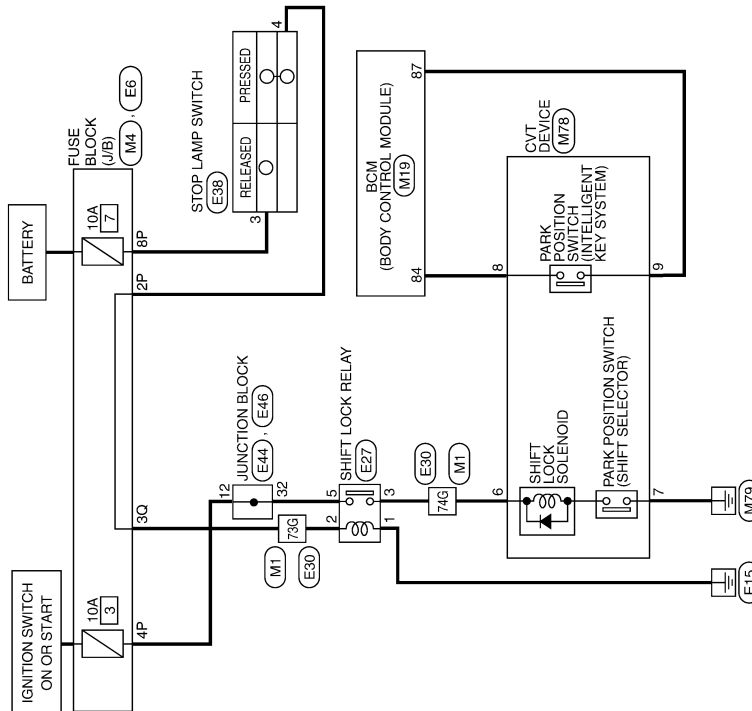 IGNITION SWITCH
ON OR START
BATTERY
10A
3
10A
7
FUSE
BLOCK
(J/B)
M4 , E6
4P
3Q
2P
8P
STOP LAMP SWITCH
E38
RELEASED
PRESSED
3
4
12
JUNCTION BLOCK
E44 , E46
32
M1
73G
E30
2
5
SHIFT LOCK RELAY
E27
1
3
E30
74G
M1
BCM
(BODY CONTROL MODULE)
M19
84
87
CVT
DEVICE
M78
6
8
SHIFT
LOCK
SOLENOID
PARK POSITION SWITCH
(SHIFT SELECTOR)
PARK
POSITION
SWITCH
(INTELLIGENT
KEY SYSTEM)
7
9
E15
M79